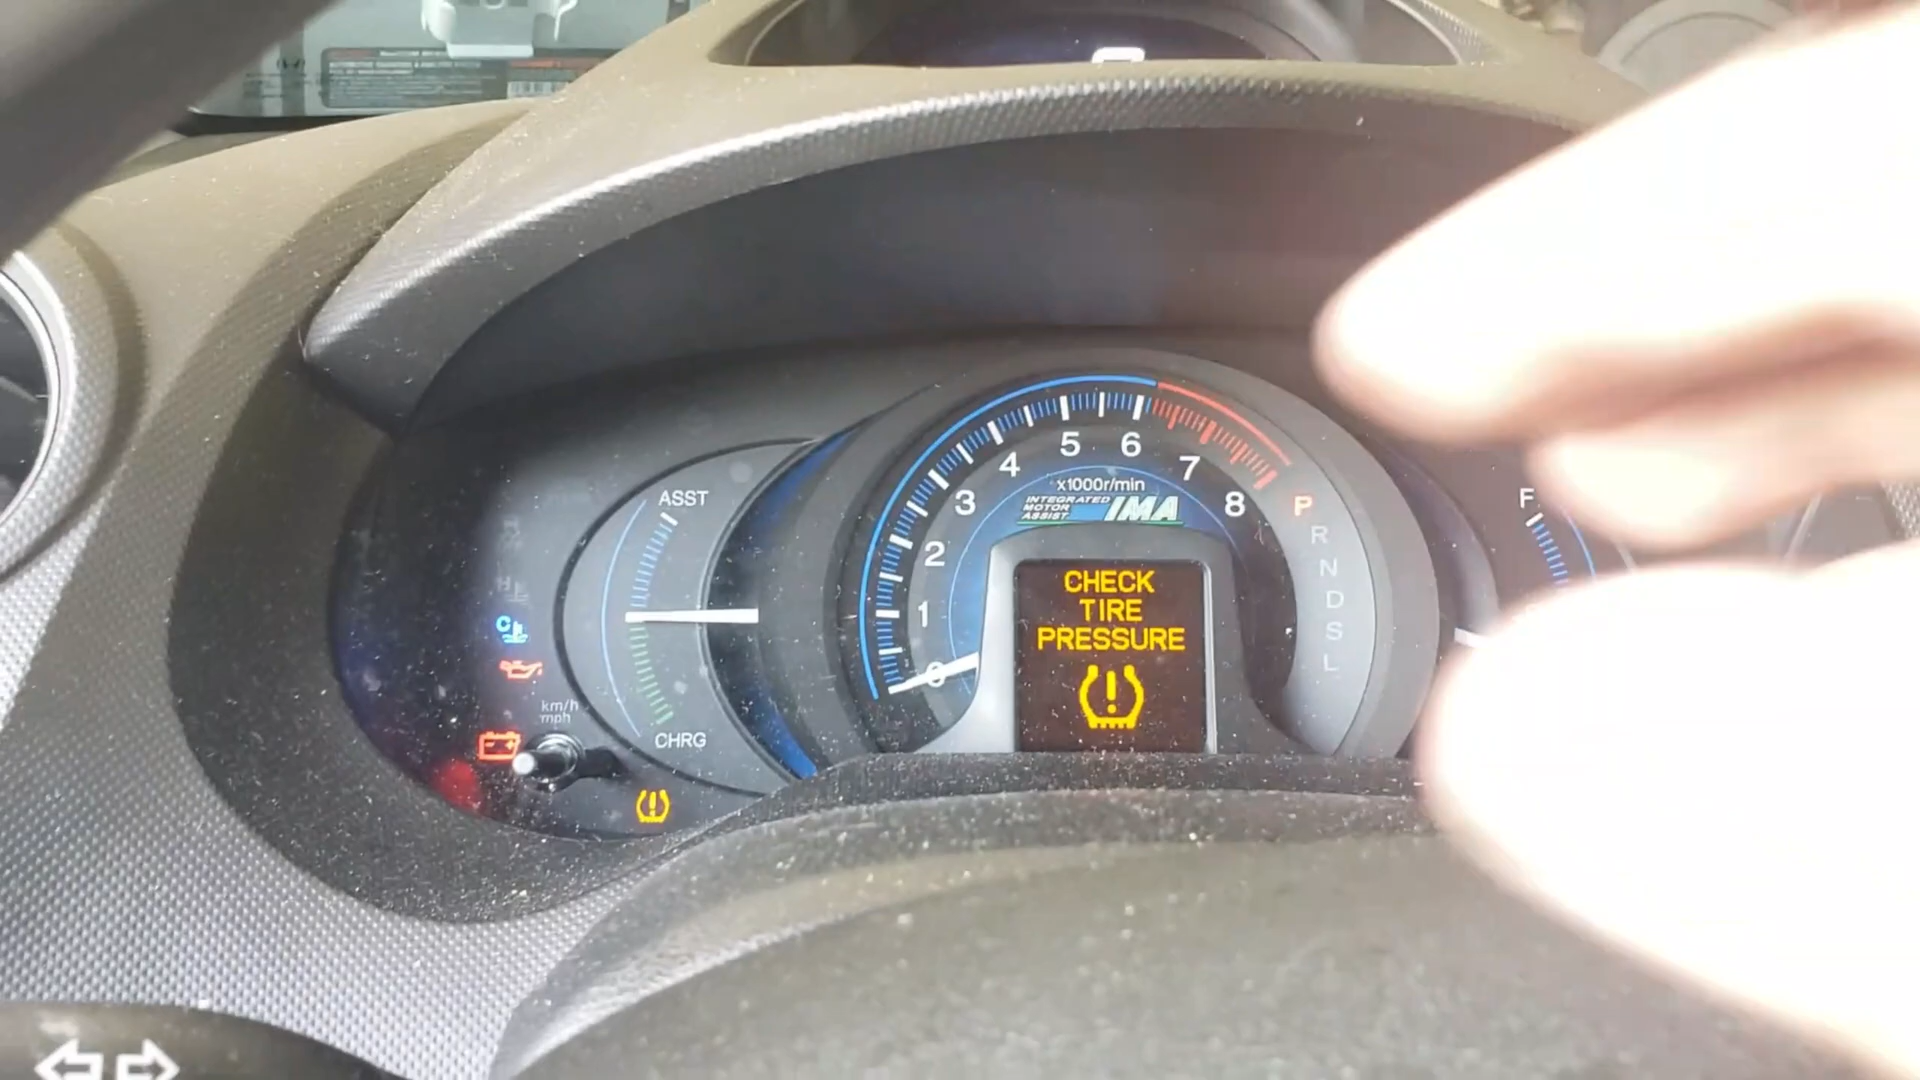 ASST
CHRG
km/h
mph
C
0
1
2
3
4
5
6
7
8
x1000r/min
INTEGRATED
MOTOR
ASSIST
IMA
CHECK
TIRE
PRESSURE
!
P
R
N
D
S
L
F
!